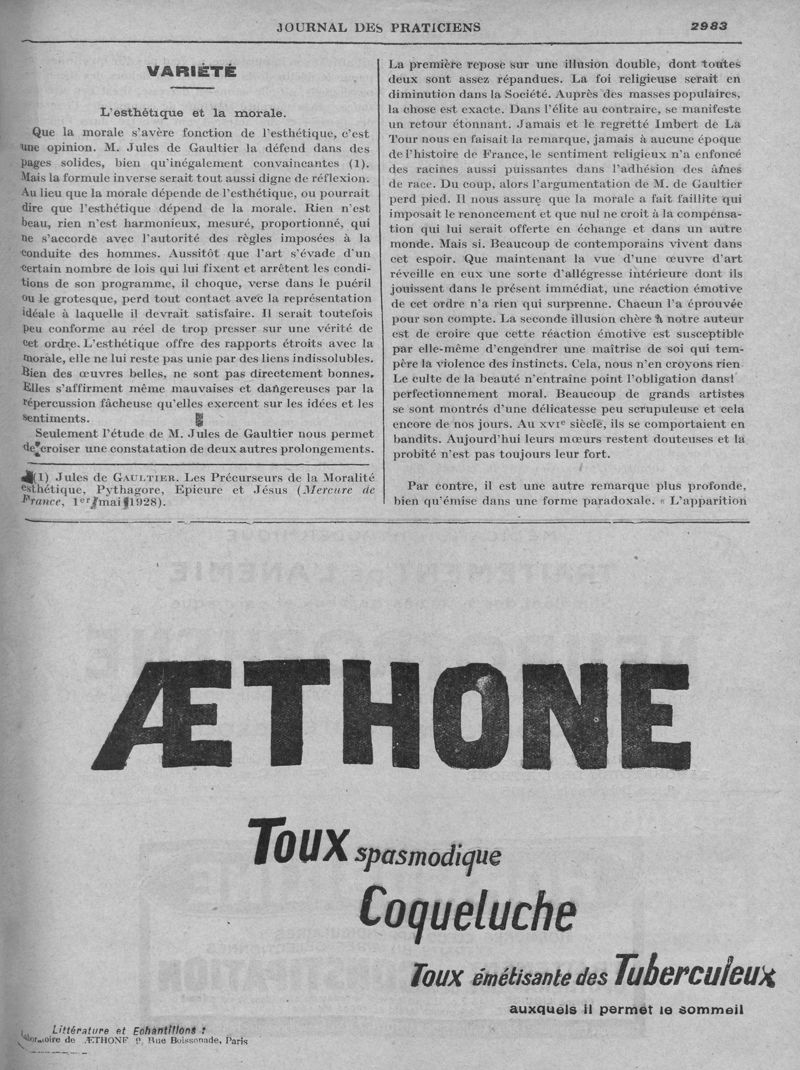 JOURNAL DES PRATICIENS
2983
VARIÉTÉ
L'esthétique et la morale.
Que la morale s'avère fonction de l'esthétique, c'est
une opinion. M. Jules de Gaultier la défend dans des
pages solides, bien qu'inégalement convaincantes (1).
Mais la formule inverse serait tout aussi digne de réflexion.
Au lieu que la morale dépende de l'esthétique, ou pourrait
dire que l'esthétique dépend de la morale. Rien n'est
beau, rien n'est harmonieux, mesuré, proportionné, qui
ne s'accorde avec l'autorité des règles imposées à la
conduite des hommes. Aussitôt que l'art s'évade d'un
certain nombre de lois qui lui fixent et arrêtent les condi-
tions de son programme, il choque, verse dans le puéril
ou le grotesque, perd tout contact avec la représentation
idéale à laquelle il devrait satisfaire. Il serait toutefois
peu conforme au réel de trop presser sur une vérité de
cet ordre. L'esthétique offre des rapports étroits avec la
morale, elle ne lui reste pas unie par des liens indissolubles.
Bien des œuvres belles, ne sont pas directement bonnes.
Elles s'affirment même mauvaises et dangereuses par la
répercussion fâcheuse qu'elles exercent sur les idées et les
sentiments.
Seulement l'étude de M. Jules de Gaultier nous permet
de croiser une constatation de deux autres prolongements.
(1) Jules de GAULTIER. Les Précurseurs de la Moralité
esthétique, Pythagore, Epicure et Jésus (Mercure de
France, 1er mai 1928).
La première repose sur une illusion double, dont toutes
deux sont assez répandues. La foi religieuse serait en
diminution dans la Société. Auprès des masses populaires,
la chose est exacte. Dans l'élite au contraire, se manifeste
un retour étonnant. Jamais et le regretté Imbert de La
Tour nous en faisait la remarque, jamais à aucune époque
de l'histoire de France, le sentiment religieux n'a enfoncé
des racines aussi puissantes dans l'adhésion des âmes
de race. Du coup, alors l'argumentation de M. de Gaultier
perd pied. Il nous assure que la morale a fait faillite qui
imposait le renoncement et que nul ne croit à la compensa-
tion qui lui serait offerte en échange et dans un autre
monde. Mais si. Beaucoup de contemporains vivent dans
cet espoir. Que maintenant la vue d'une œuvre d'art
réveille en eux une sorte d'allégresse intérieure dont ils
jouissent dans le présent immédiat, une réaction émotive
de cet ordre n'a rien qui surprenne. Chacun l'a éprouvée
pour son compte. La seconde illusion chère à notre auteur
est de croire que cette réaction émotive est susceptible
par elle-même d'engendrer une maîtrise de soi qui tem-
père la violence des instincts. Cela, nous n'en croyons rien
Le culte de la beauté n'entraîne point l'obligation dans!
perfectionnement moral. Beaucoup de grands artistes
se sont montrés d'une délicatesse peu scrupuleuse et cela
encore de nos jours. Au XVIe siècle, ils se comportaient en
bandits. Aujourd'hui leurs mœurs restent douteuses et la
probité n'est pas toujours leur fort.
Par contre, il est une autre remarque plus profonde,
bien qu'émise dans une forme paradoxale. « L'apparition
ÆTHONE
Toux spasmodique
Coqueluche
Toux émétisante des Tuberculeux
auxquels il permet le sommeil
Littérature et Echantillons :
de ÆTHONE 9, Rue Boissonade, Paris